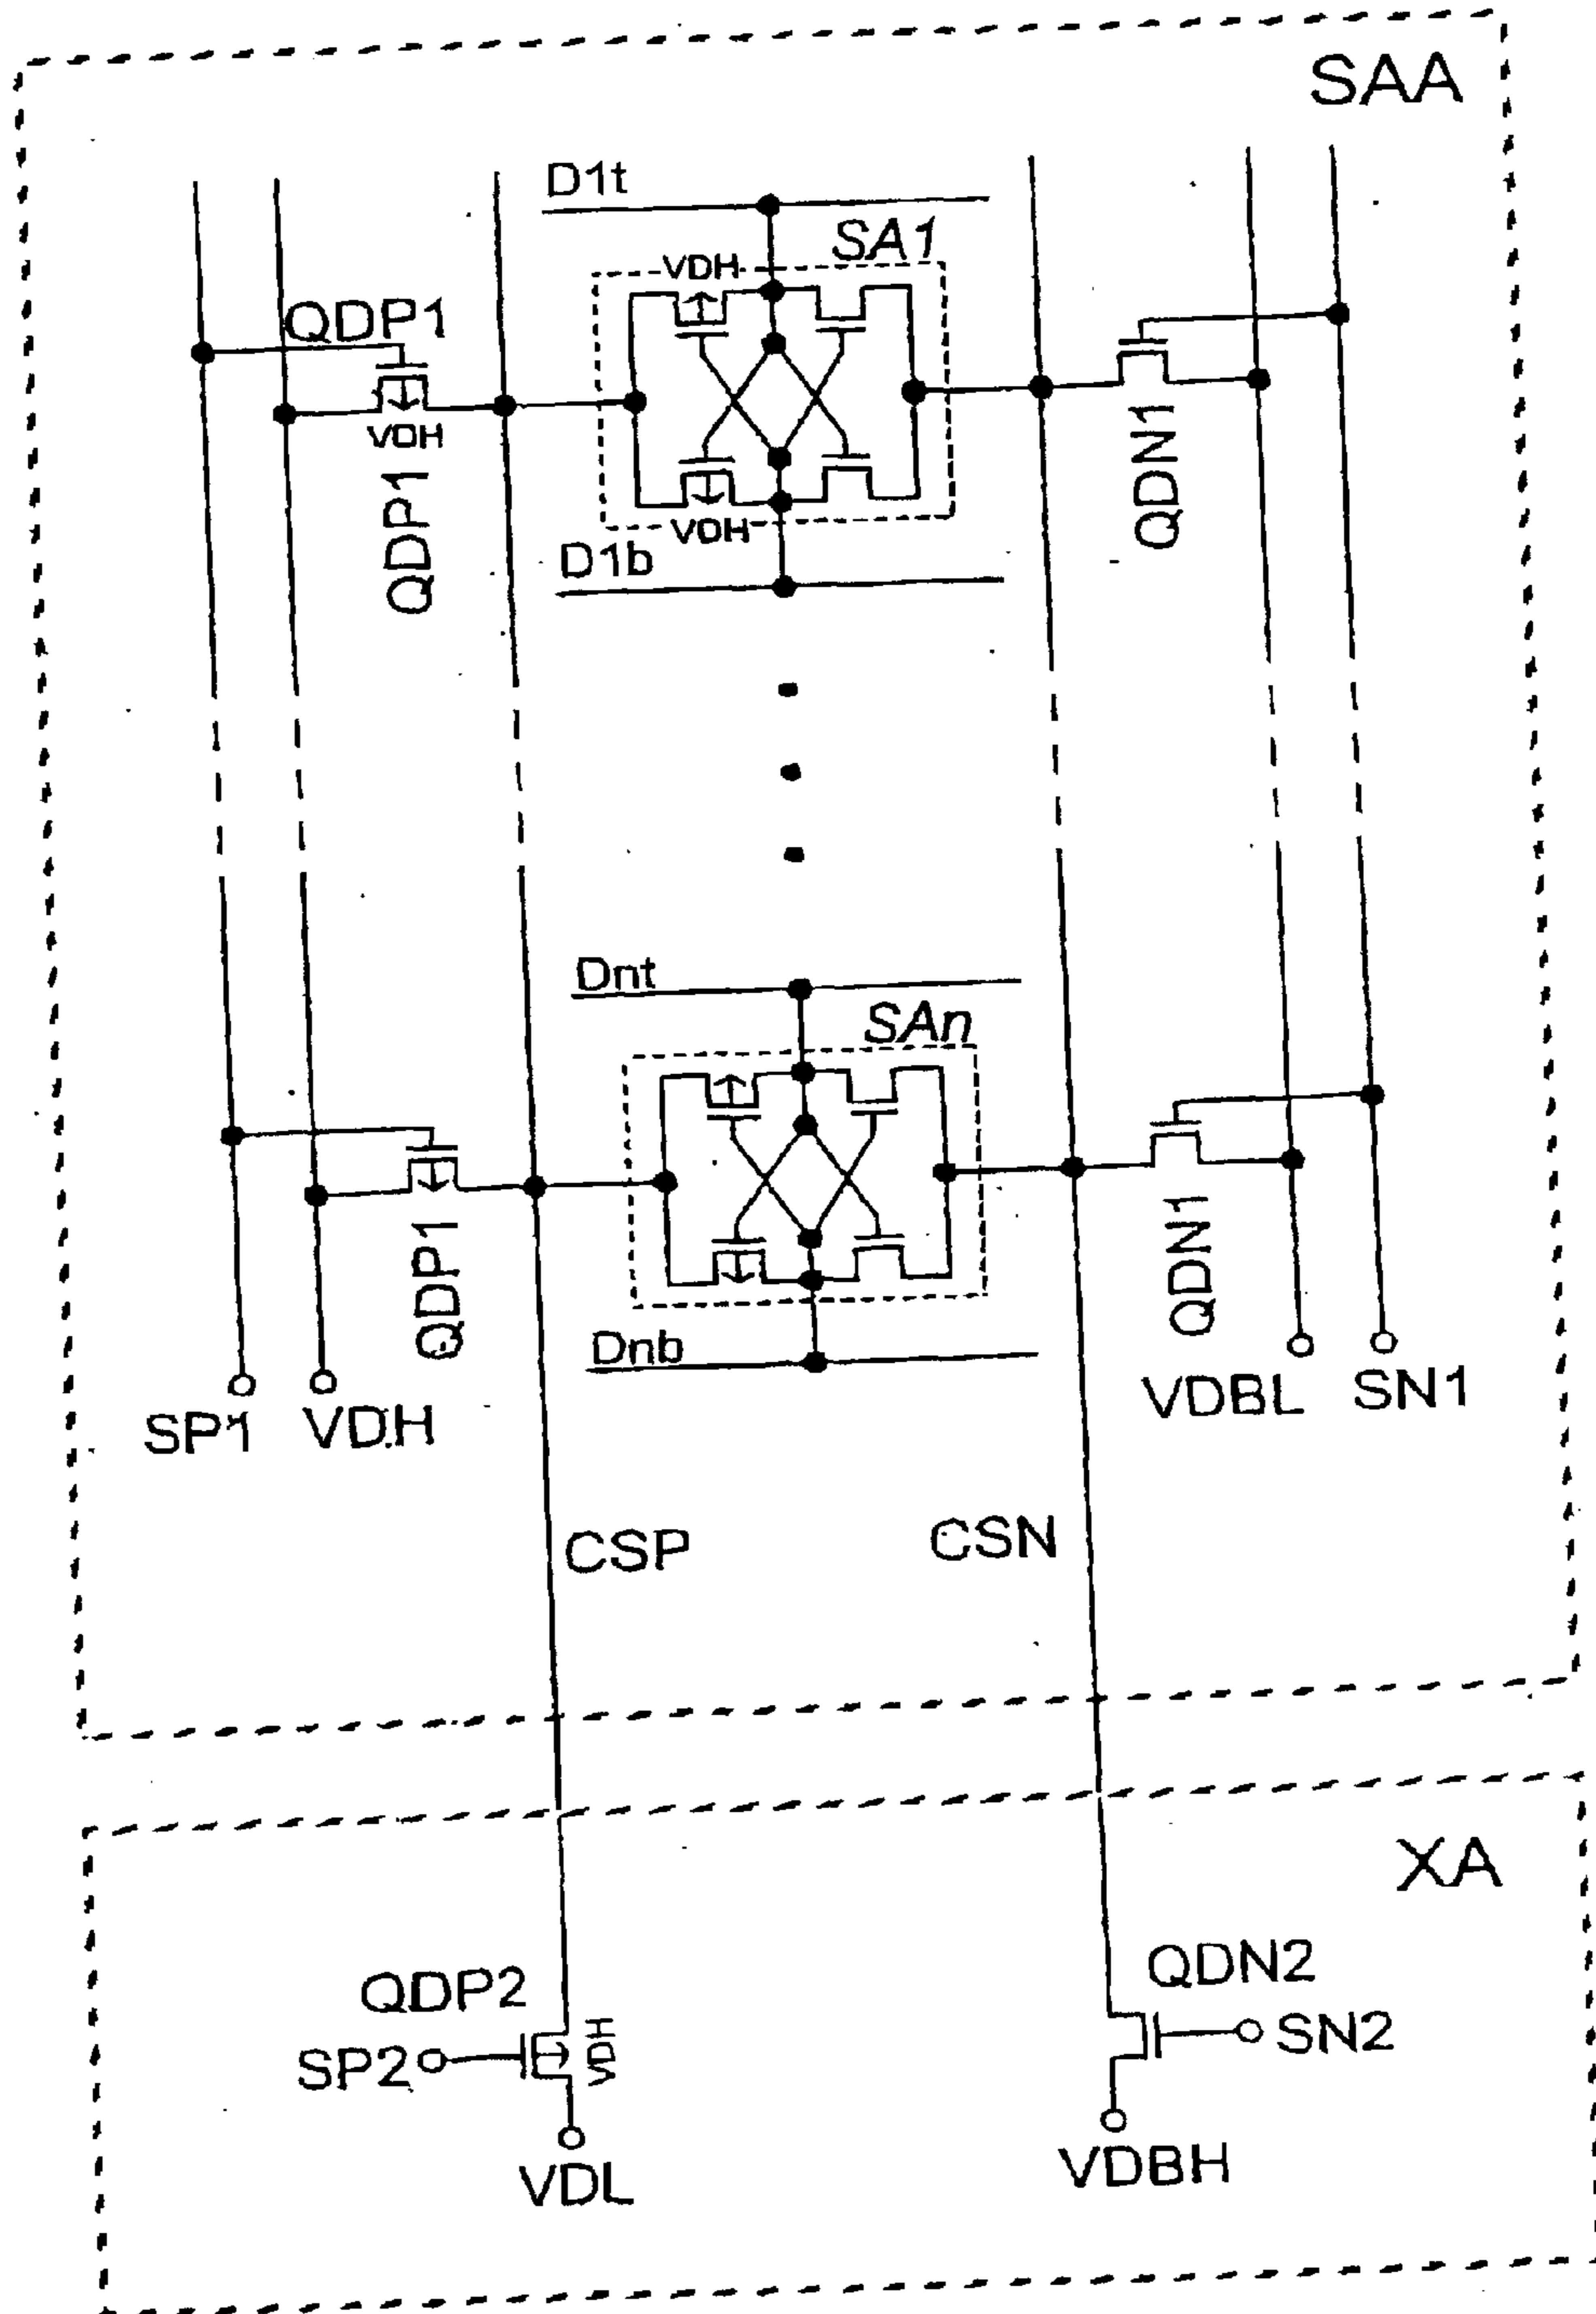 SAA
D1t
SA1
VDH
QDP1
VDH
QDP1
QDN1
VDH
D1b
Dnt
SAn
QDP1
QDN1
Dnb
SP1
VDH
VDBL
SN1
CSP
CSN
XA
QDP2
QDN2
SP2
VDH
SN2
VDL
VDBH